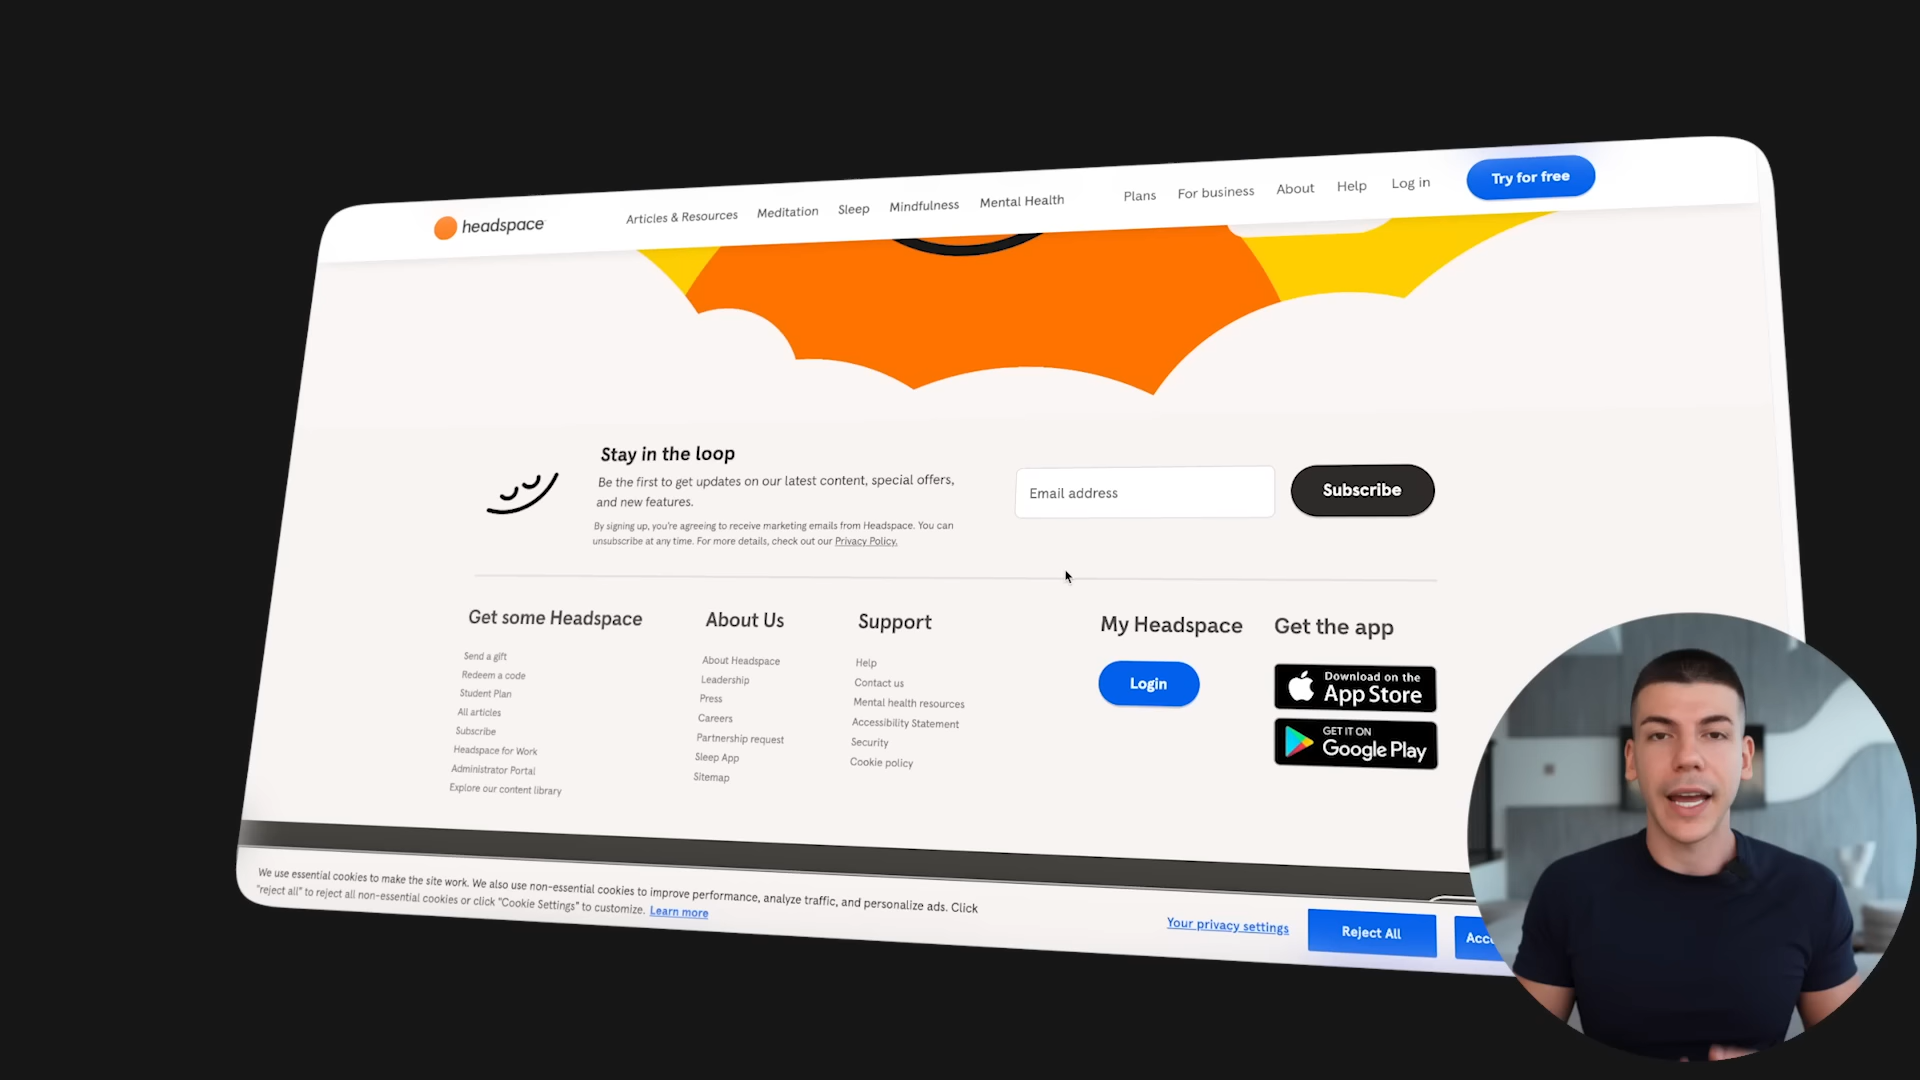 headspace
Articles & Resources
Meditation
Sleep
Mindfulness
Mental Health
Plans
For business
About
Help
Log in
Try for free
Stay in the loop
Be the first to get updates on our latest content, special offers,
and new features.
By signing up, you're agreeing to receive marketing emails from Headspace. You can
unsubscribe at any time. For more details, check out our Privacy Policy.
Email address
Subscribe
Get some Headspace
Send a gift
Redeem a code
Student Plan
All articles
Subscribe
Headspace for Work
Administrator Portal
Explore our content library
About Us
About Headspace
Leadership
Press
Careers
Partnership request
Sleep App
Sitemap
Support
Help
Contact us
Mental health resources
Accessibility Statement
Security
Cookie policy
My Headspace
Login
Get the app
Download on the
App Store
GET IT ON
Google Play
We use essential cookies to make the site work. We also use non-essential cookies to improve performance, analyze traffic, and personalize ads. Click
"reject all" to reject all non-essential cookies or click "Cookie Settings" to customize. Learn more
Your privacy settings
Reject All